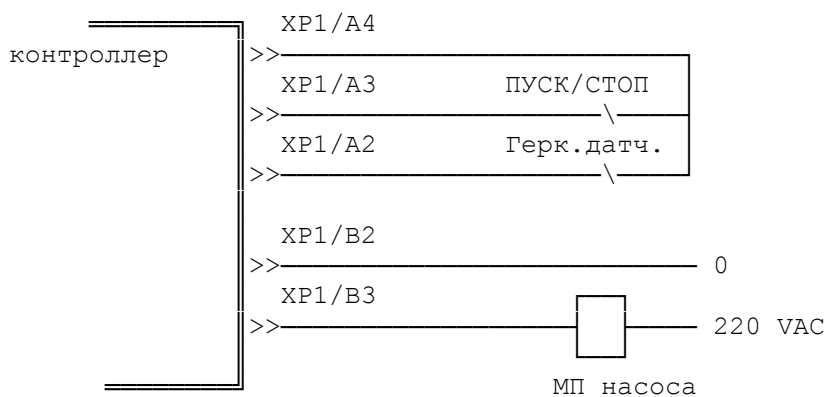 XP1/A4
контроллер
>>
XP1/A3 ПУСК/СТОП
>>
XP1/A2 Герк.датч.
>>
XP1/B2
>> 0
XP1/B3
>> 220 VAC
МП насоса